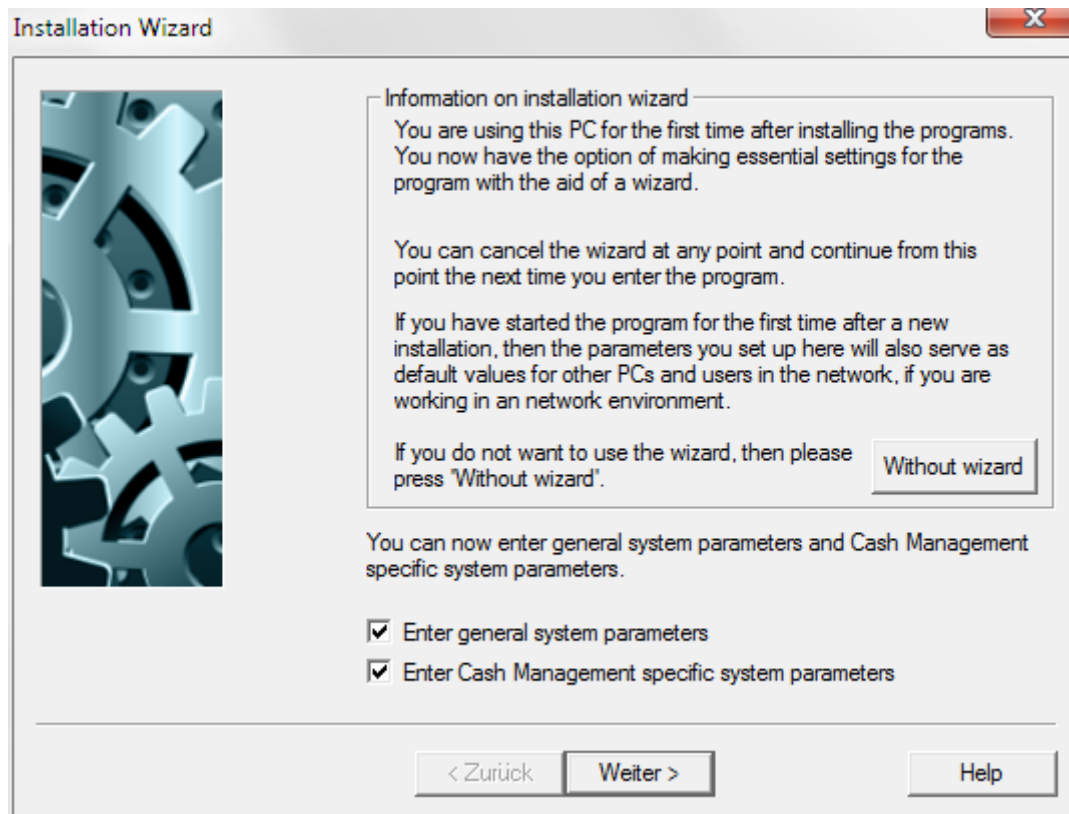 Installation Wizard
X
Information on installation wizard
You are using this PC for the first time after installing the programs.
You now have the option of making essential settings for the
program with the aid of a wizard.
You can cancel the wizard at any point and continue from this
point the next time you enter the program.
If you have started the program for the first time after a new
installation, then the parameters you set up here will also serve as
default values for other PCs and users in the network, if you are
working in an network environment.
If you do not want to use the wizard, then please
press 'Without wizard'.
Without wizard
You can now enter general system parameters and Cash Management
specific system parameters.
Enter general system parameters
Enter Cash Management specific system parameters
< Zurück
Weiter >
Help